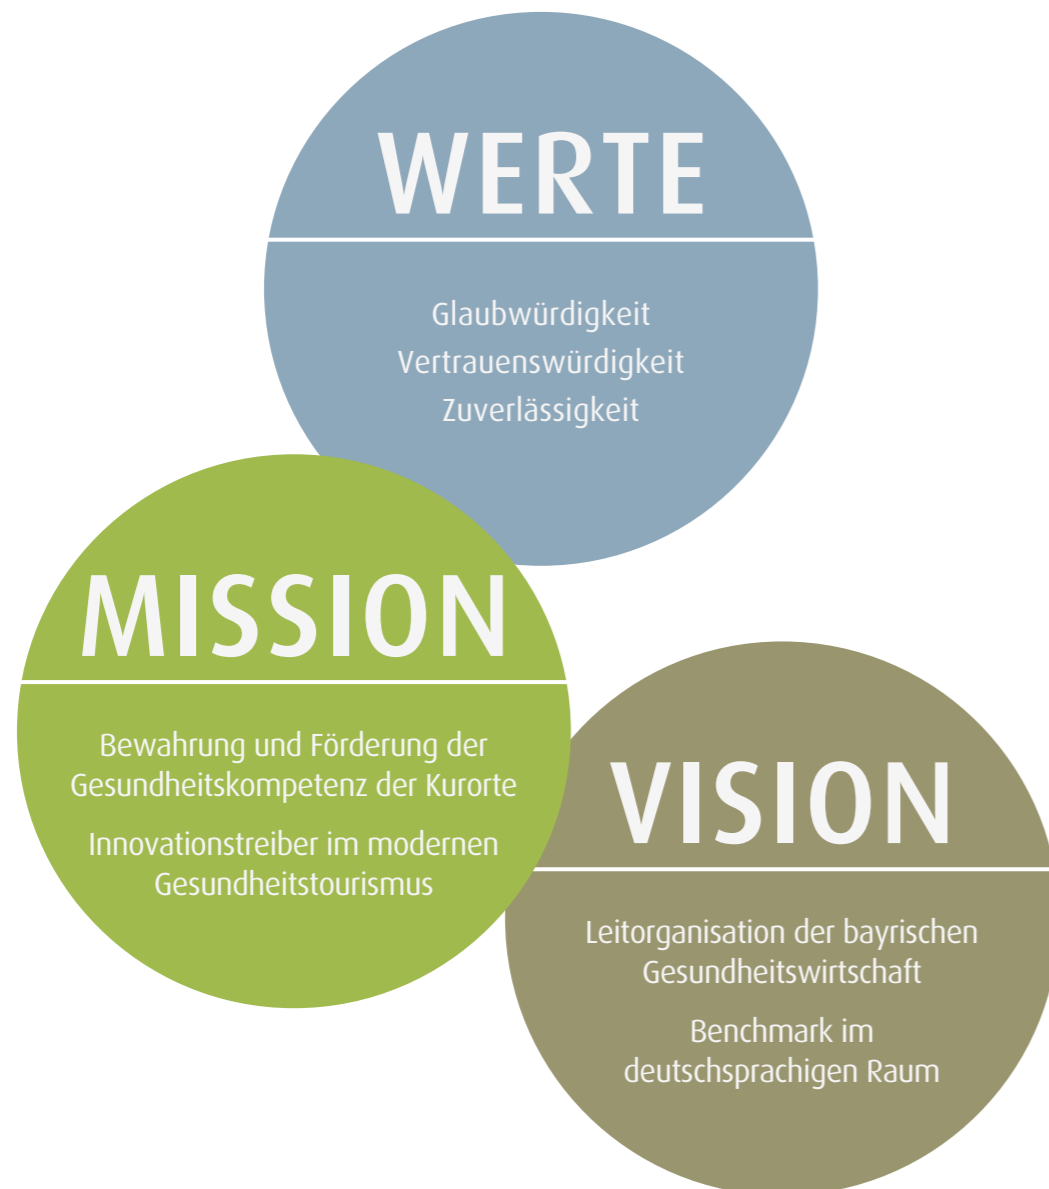 WERTE
Glaubwürdigkeit
Vertrauenswürdigkeit
Zuverlässigkeit
MISSION
Bewahrung und Förderung der
Gesundheitskompetenz der Kurorte
Innovationstreiber im modernen
Gesundheitstourismus
VISION
Leitorganisation der bayrischen
Gesundheitswirtschaft
Benchmark im
deutschsprachigen Raum